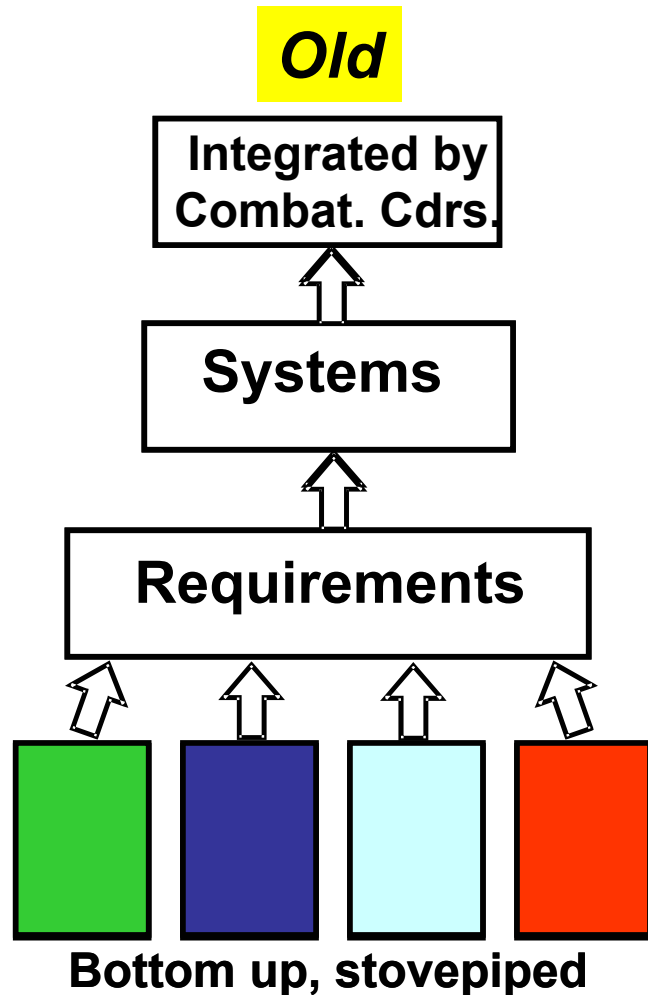 Old
Integrated by
Combat. Cdrs.
Systems
Requirements
Bottom up, stovepiped